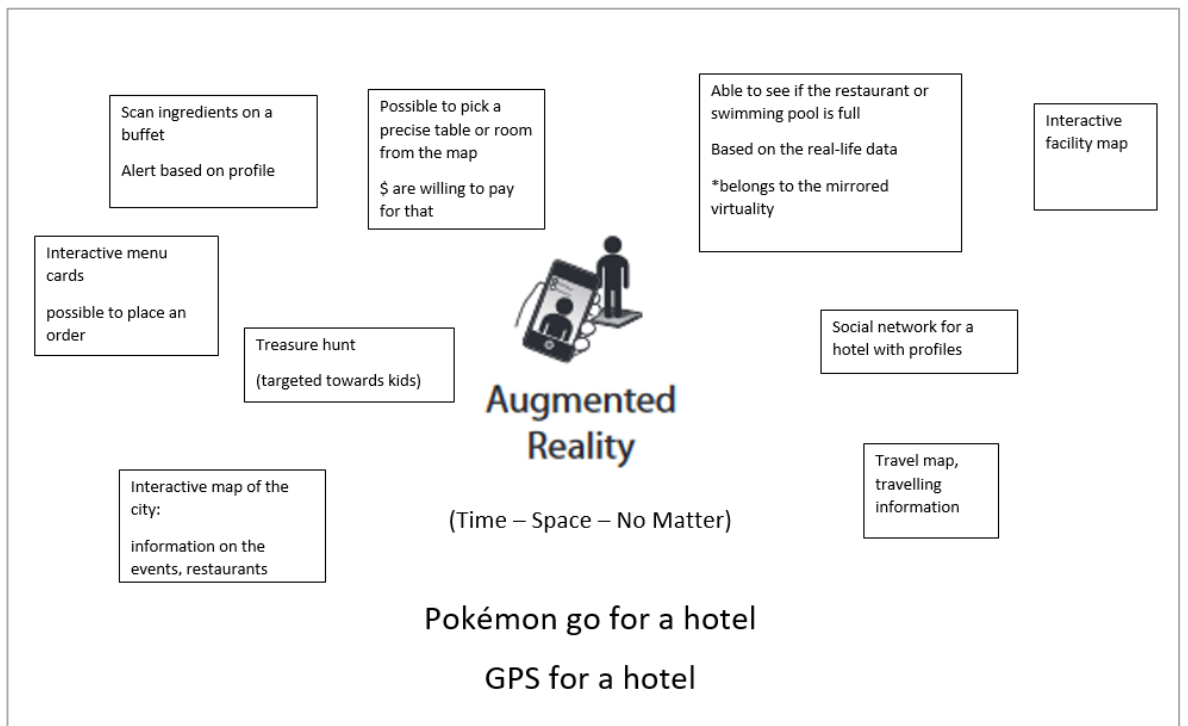 Scan ingredients on a
buffet
Alert based on profile
Possible to pick a
precise table or room
from the map
$ are willing to pay
for that
Able to see if the restaurant or
swimming pool is full
Based on the real-life data
*belongs to the mirrored
virtuality
Interactive
facility map
Interactive menu
cards
possible to place an
order
Treasure hunt
(targeted towards kids)
Social network for a
hotel with profiles
Augmented
Reality
Interactive map of the
city:
information on the
events, restaurants
Travel map,
travelling
information
(Time – Space – No Matter)
Pokémon go for a hotel
GPS for a hotel